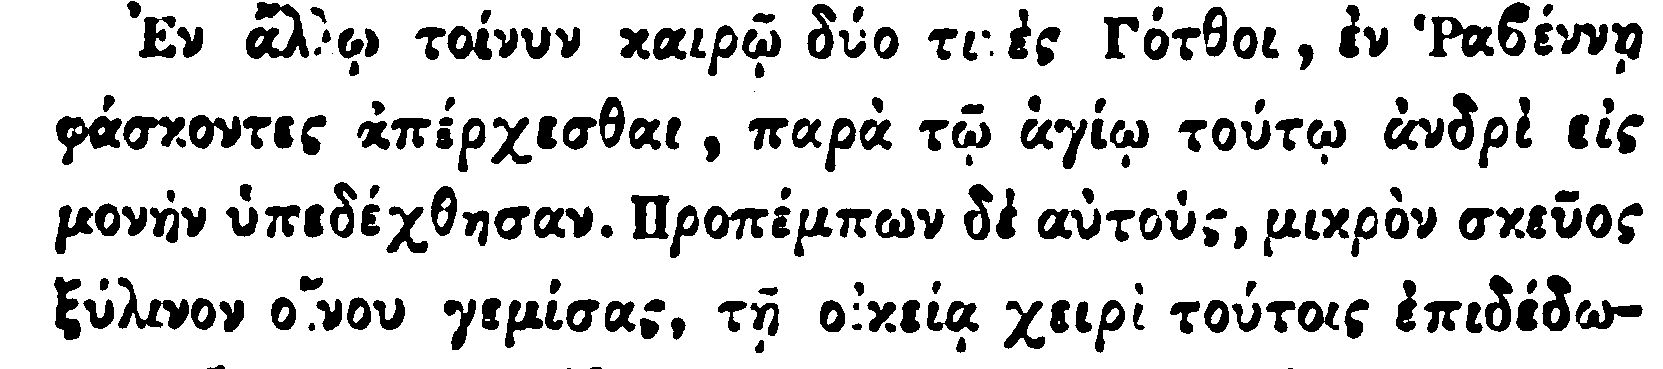 Ἐν ἄλλῳ τοίνυν καιρῷ δύο τινὲς Γότθοι, ἐν Ῥαβέννῃ
φάσκοντες ἀπέρχεσθαι, παρὰ τῷ ἁγίῳ τούτῳ ἀνδρὶ εἰς
μονὴν ὑπεδέχθησαν. Προπέμπων δὲ αὐτοὺς, μικρὸν σκεῦος
ξύλινον οἴνου γεμίσας, τῇ οἰκείᾳ χειρὶ τούτοις ἐπιδέδω-